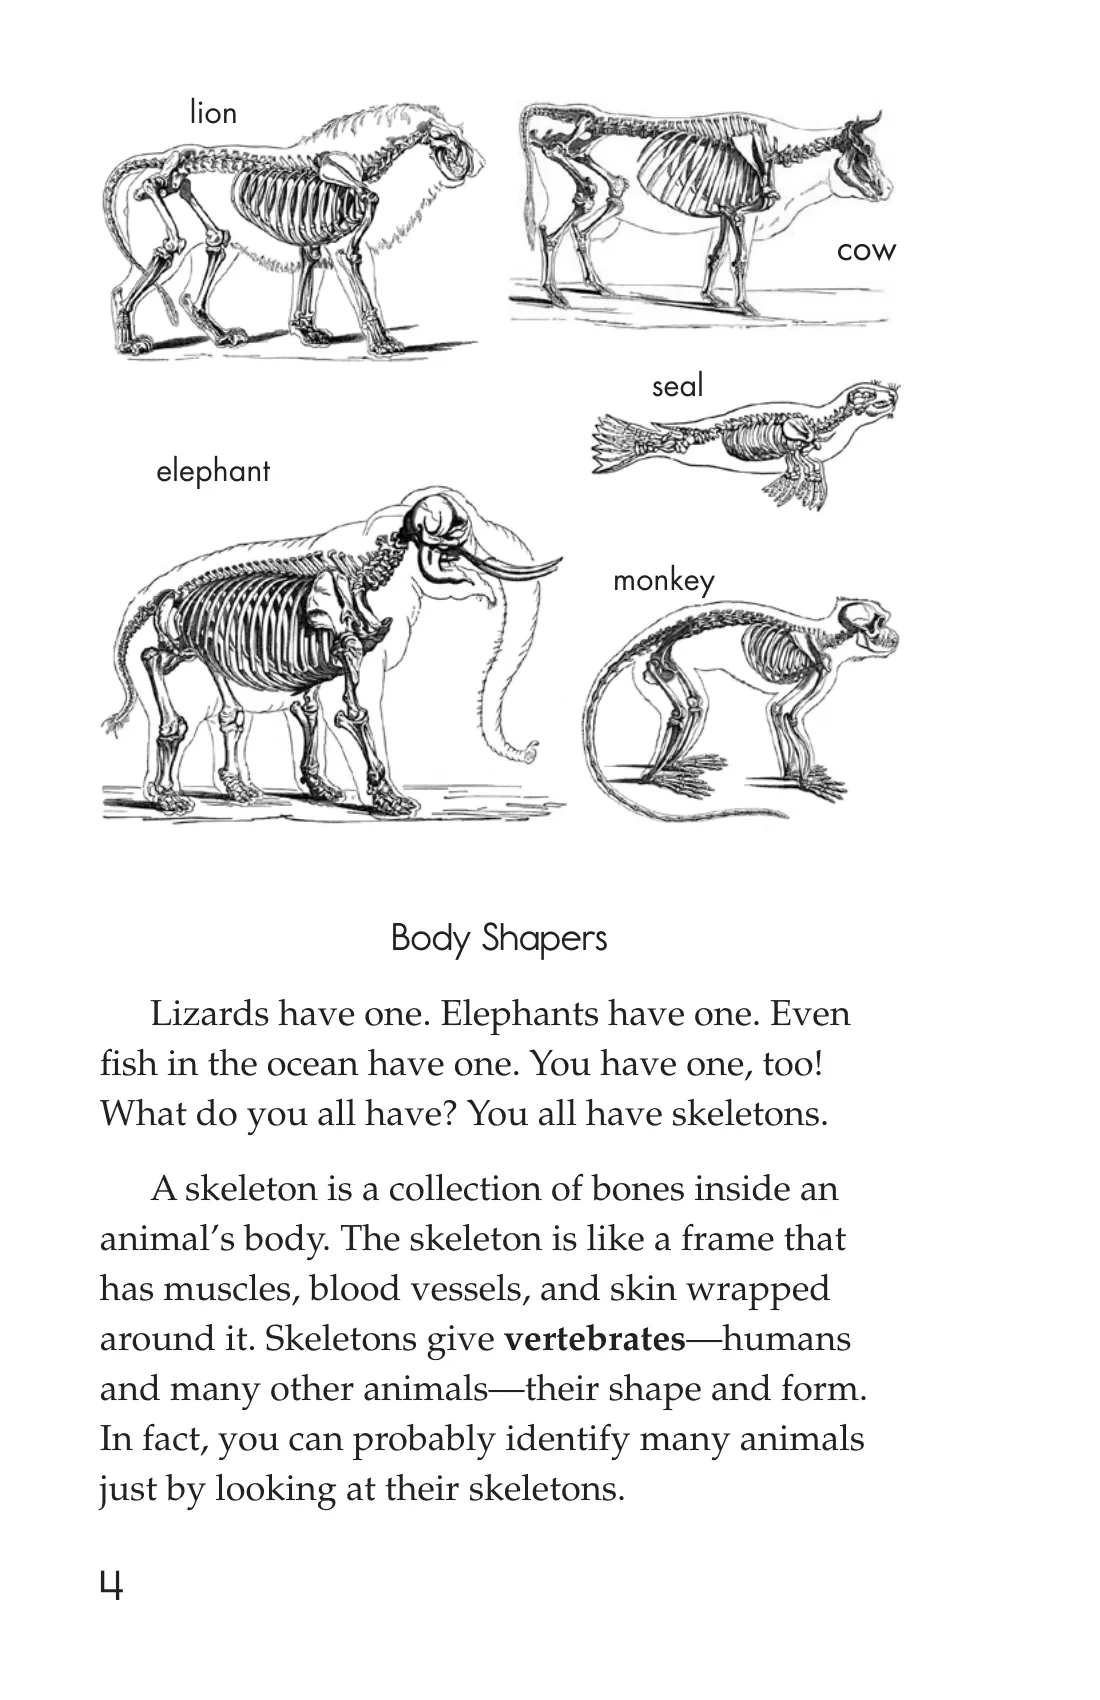 lion
cow
seal
elephant
monkey
Body Shapers
Lizards have one. Elephants have one. Even
fish in the ocean have one. You have one, too!
What do you all have? You all have skeletons.
A skeleton is a collection of bones inside an
animal’s body. The skeleton is like a frame that
has muscles, blood vessels, and skin wrapped
around it. Skeletons give vertebrates—humans
and many other animals—their shape and form.
In fact, you can probably identify many animals
just by looking at their skeletons.
4